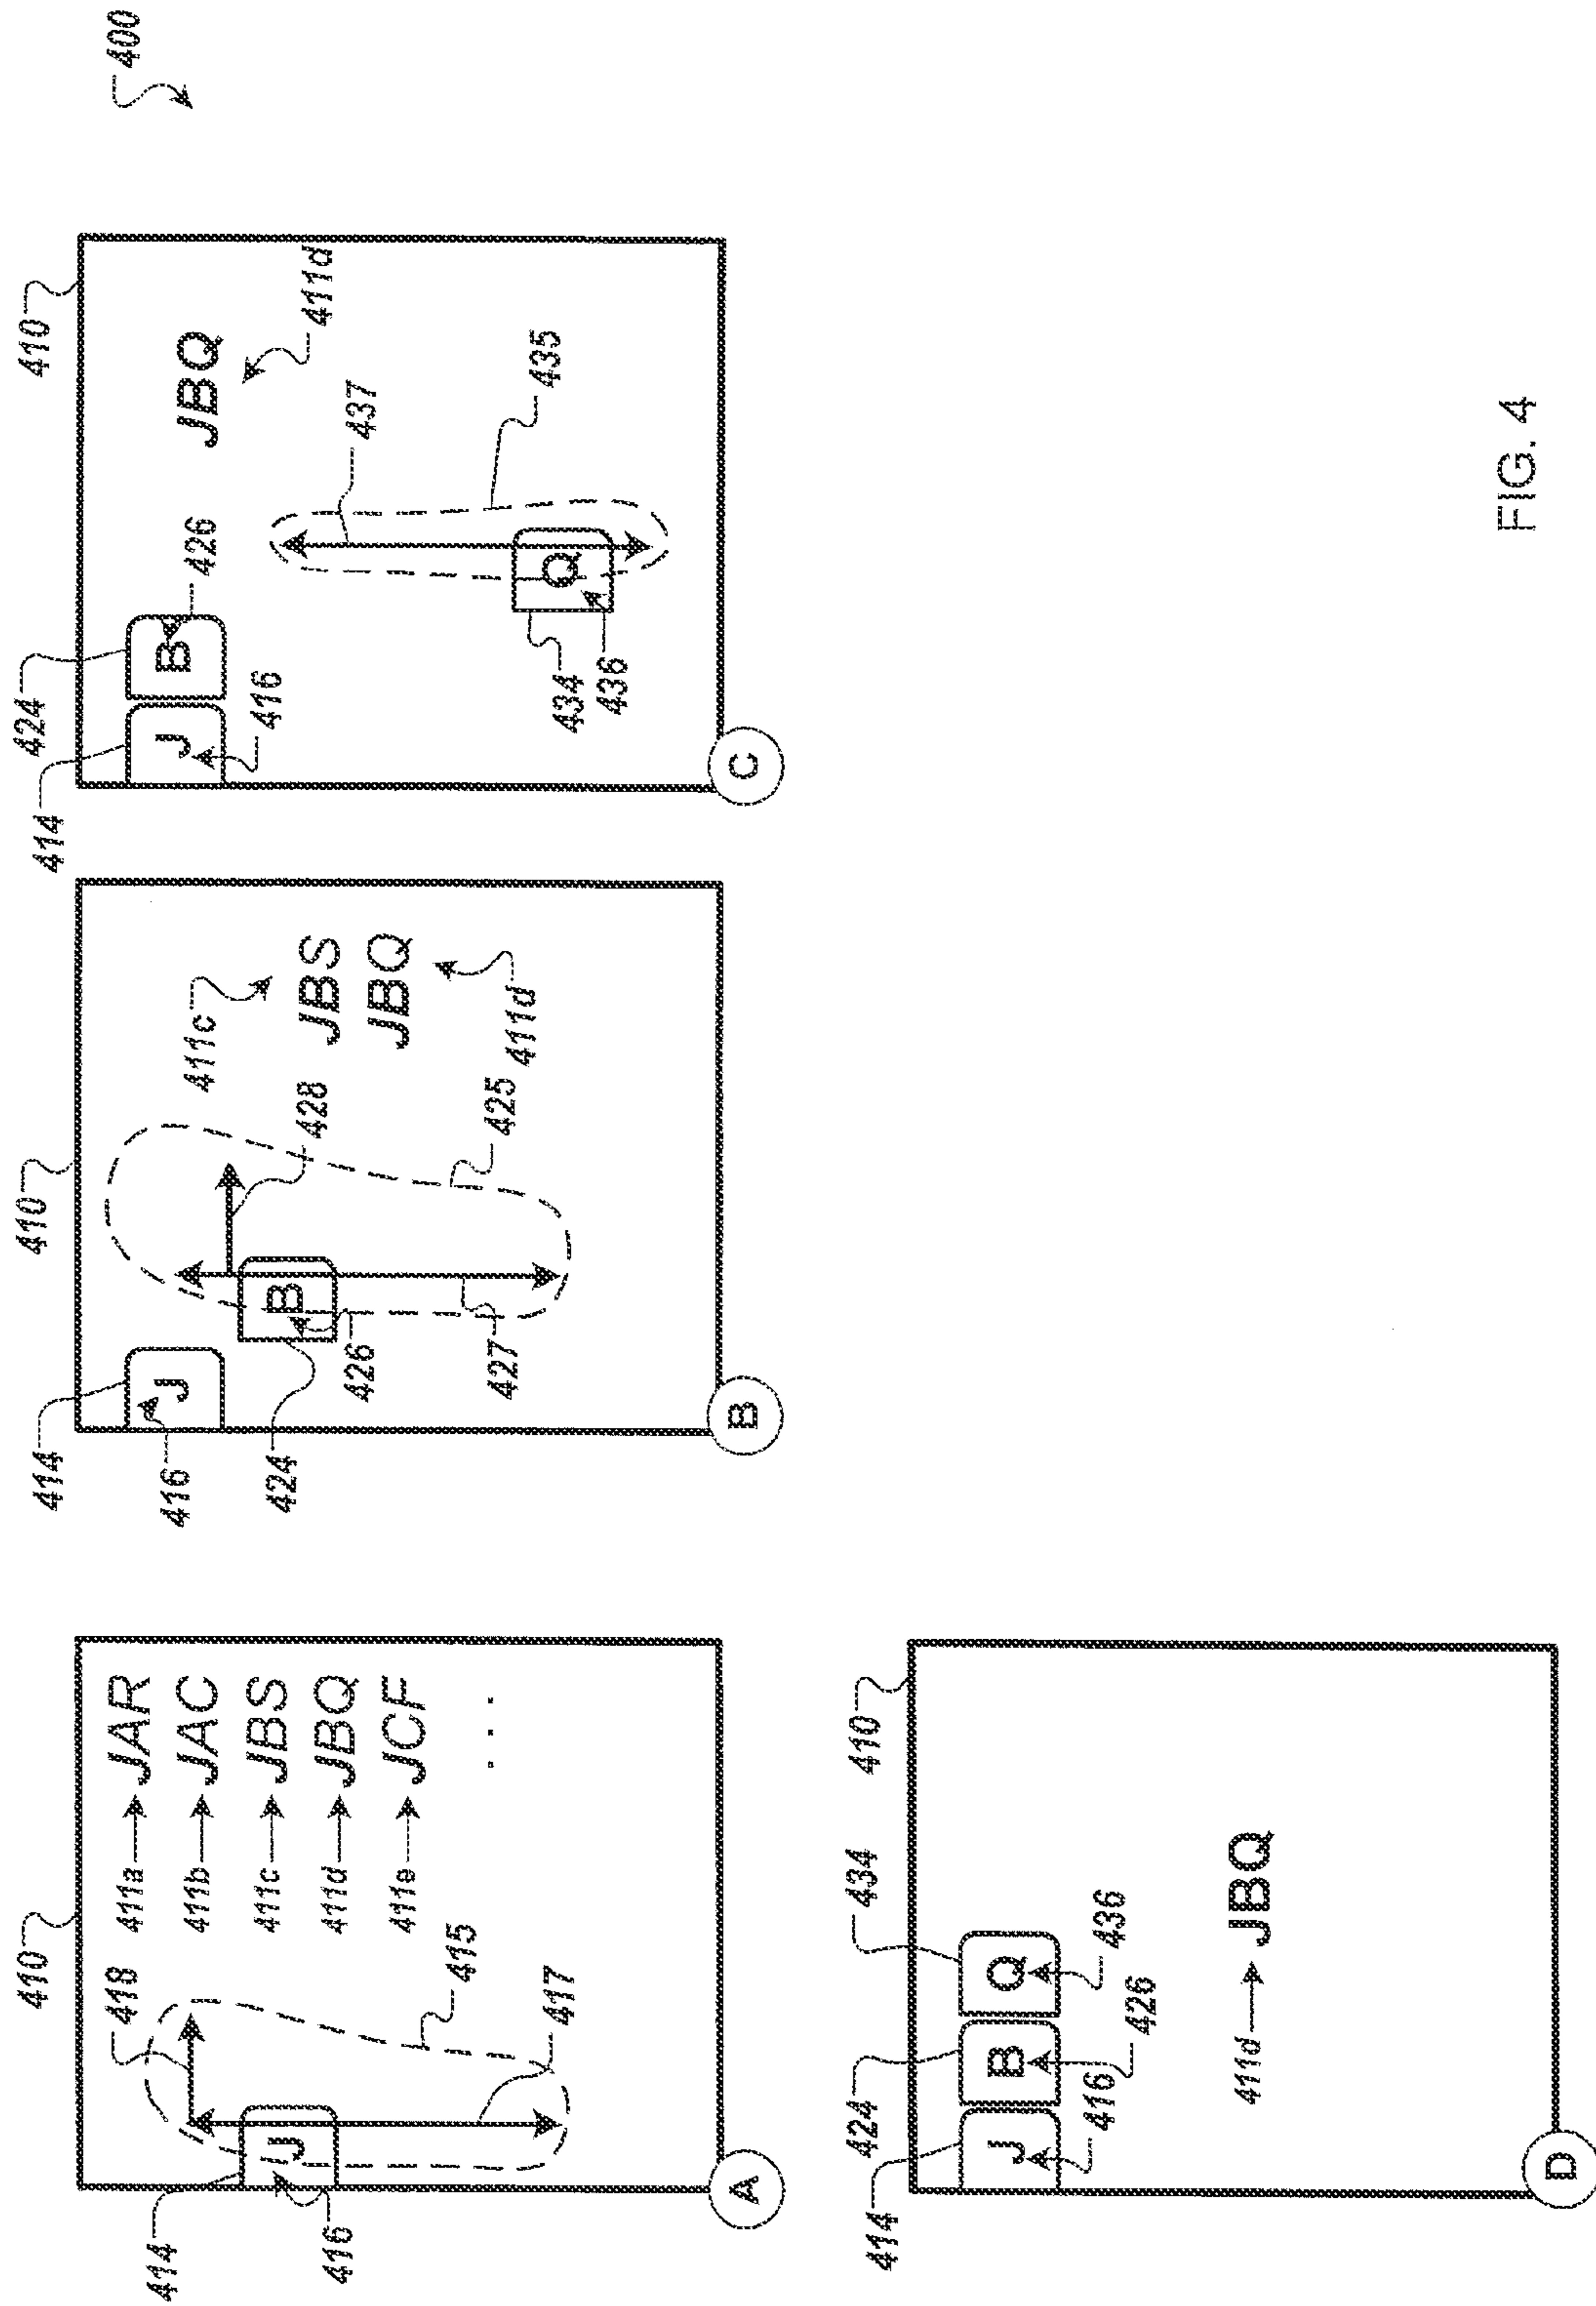 400
410
418
414
J
416
415
417
411a
JAR
411b
JAC
411c
JBS
411d
JBQ
411e
JCF
. . .
A
410
414
J
416
424
B
426
427
428
425
411c
JBS
JBQ
411d
B
410
414
424
J
B
416
426
JBQ
411d
437
435
434
Q
436
C
410
414
424
434
J
B
Q
416
426
436
411d
JBQ
D
FIG. 4